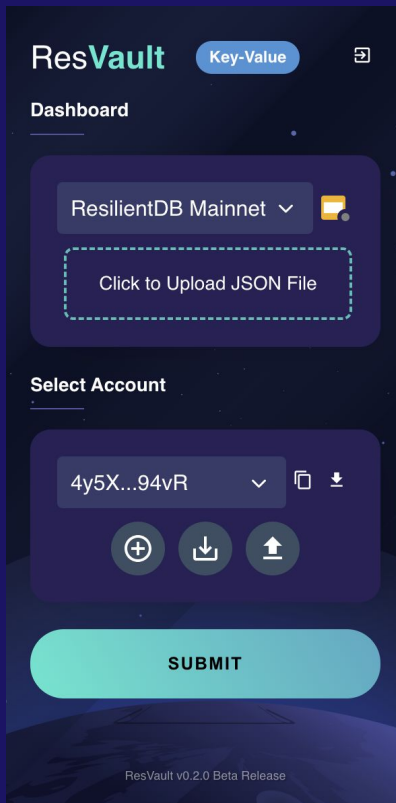 ResVault
Key-Value
Dashboard
ResilientDB Mainnet
Click to Upload JSON File
Select Account
4y5X...94vR
SUBMIT
ResVault v0.2.0 Beta Release